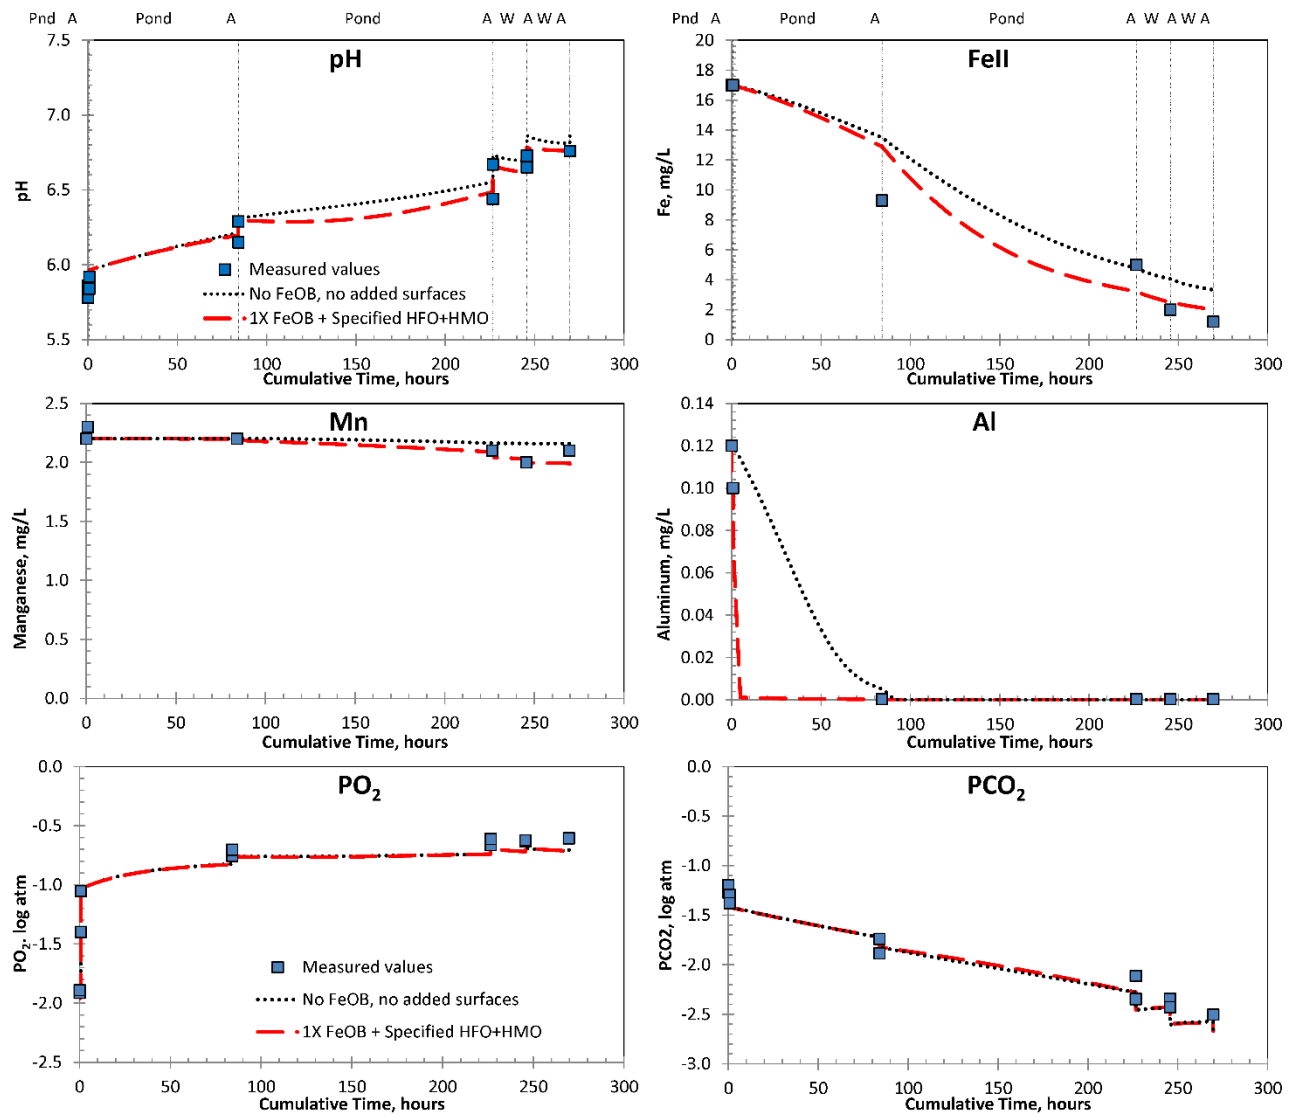 Pnd A Pond A Pond A W A W A
Pnd A Pond A Pond A W A W A
pH
7.5
7.0
6.5
6.0
5.5
pH
Measured values
No FeOB, no added surfaces
1X FeOB + Specified HFO+HMO
0 50 100 150 200 250 300
Cumulative Time, hours
FeII
20
18
16
14
12
10
8
6
4
2
0
Fe, mg/L
0 50 100 150 200 250 300
Cumulative Time, hours
Mn
2.5
2.0
1.5
2.1
0.5
0.0
Manganese, mg/L
0 50 100 150 200 250 300
Cumulative Time, hours
Al
0.14
0.12
0.10
0.08
0.06
0.04
0.02
0.00
Aluminum, mg/L
0 50 100 150 200 250 300
Cumulative Time, hours
PO2
0.0
-0.5
-1.0
-1.5
-2.0
-2.5
PO2. log atm
Measured values
No FeOB, no added surfaces
1X FeOB + Specified HFO+HMO
0 50 100 150 200 250 300
Cumulative Time, hours
PCO2
0.0
-0.5
-1.0
-1.5
-2.0
-2.5
-3.0
PCO2, log atm
0 50 100 150 200 250 300
Cumulative Time, hours